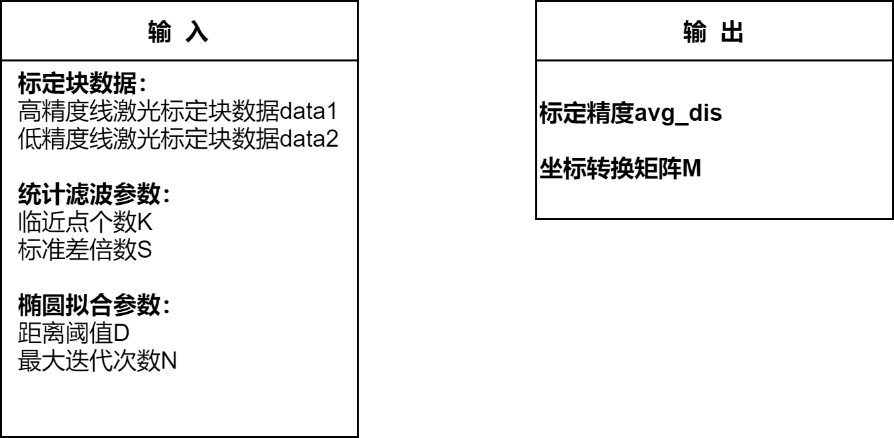 输 入
标定块数据：
高精度线激光标定块数据data1
低精度线激光标定块数据data2
统计滤波参数：
临近点个数K
标准差倍数S
椭圆拟合参数：
距离阈值D
最大迭代次数N
输 出
标定精度avg_dis
坐标转换矩阵M